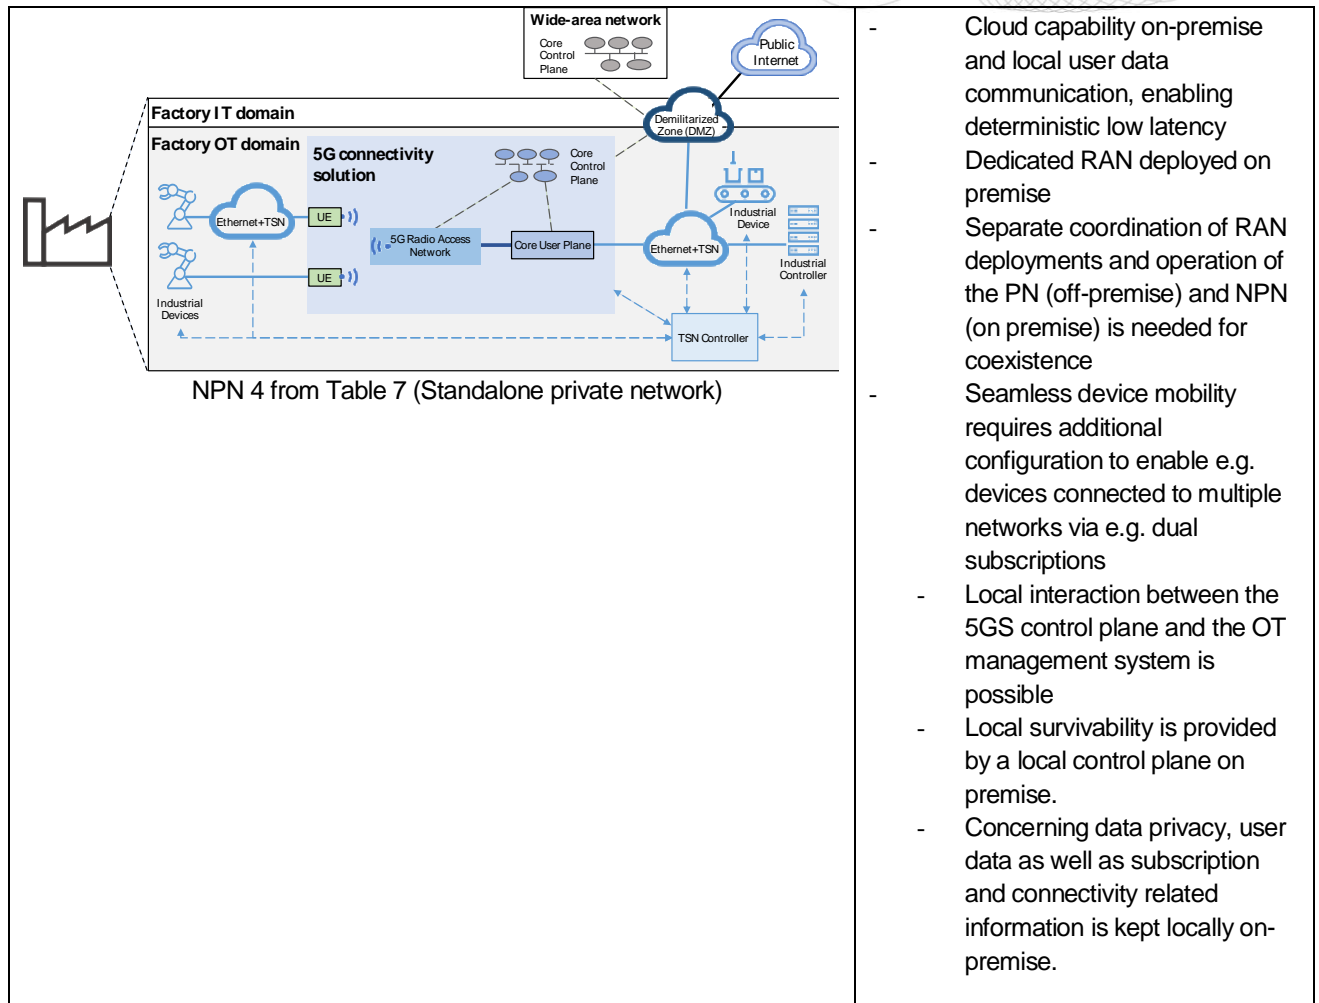 Wide-area network
Core
Control
Plane
Public
Internet
Factory IT domain
Demilitarized
Zone (DMZ)
Factory OT domain
5G connectivity
solution
Core
Control
Plane
Ethernet+TSN
UE
5G Radio Access
Network
Core User Plane
Ethernet+TSN
Industrial
Device
Industrial
Controller
UE
Industrial
Devices
TSN Controller
NPN 4 from Table 7 (Standalone private network)
- Cloud capability on-premise
and local user data
communication, enabling
deterministic low latency
- Dedicated RAN deployed on
premise
- Separate coordination of RAN
deployments and operation of
the PN (off-premise) and NPN
(on premise) is needed for
coexistence
- Seamless device mobility
requires additional
configuration to enable e.g.
devices connected to multiple
networks via e.g. dual
subscriptions
- Local interaction between the
5GS control plane and the OT
management system is
possible
- Local survivability is provided
by a local control plane on
premise.
- Concerning data privacy, user
data as well as subscription
and connectivity related
information is kept locally on-
premise.